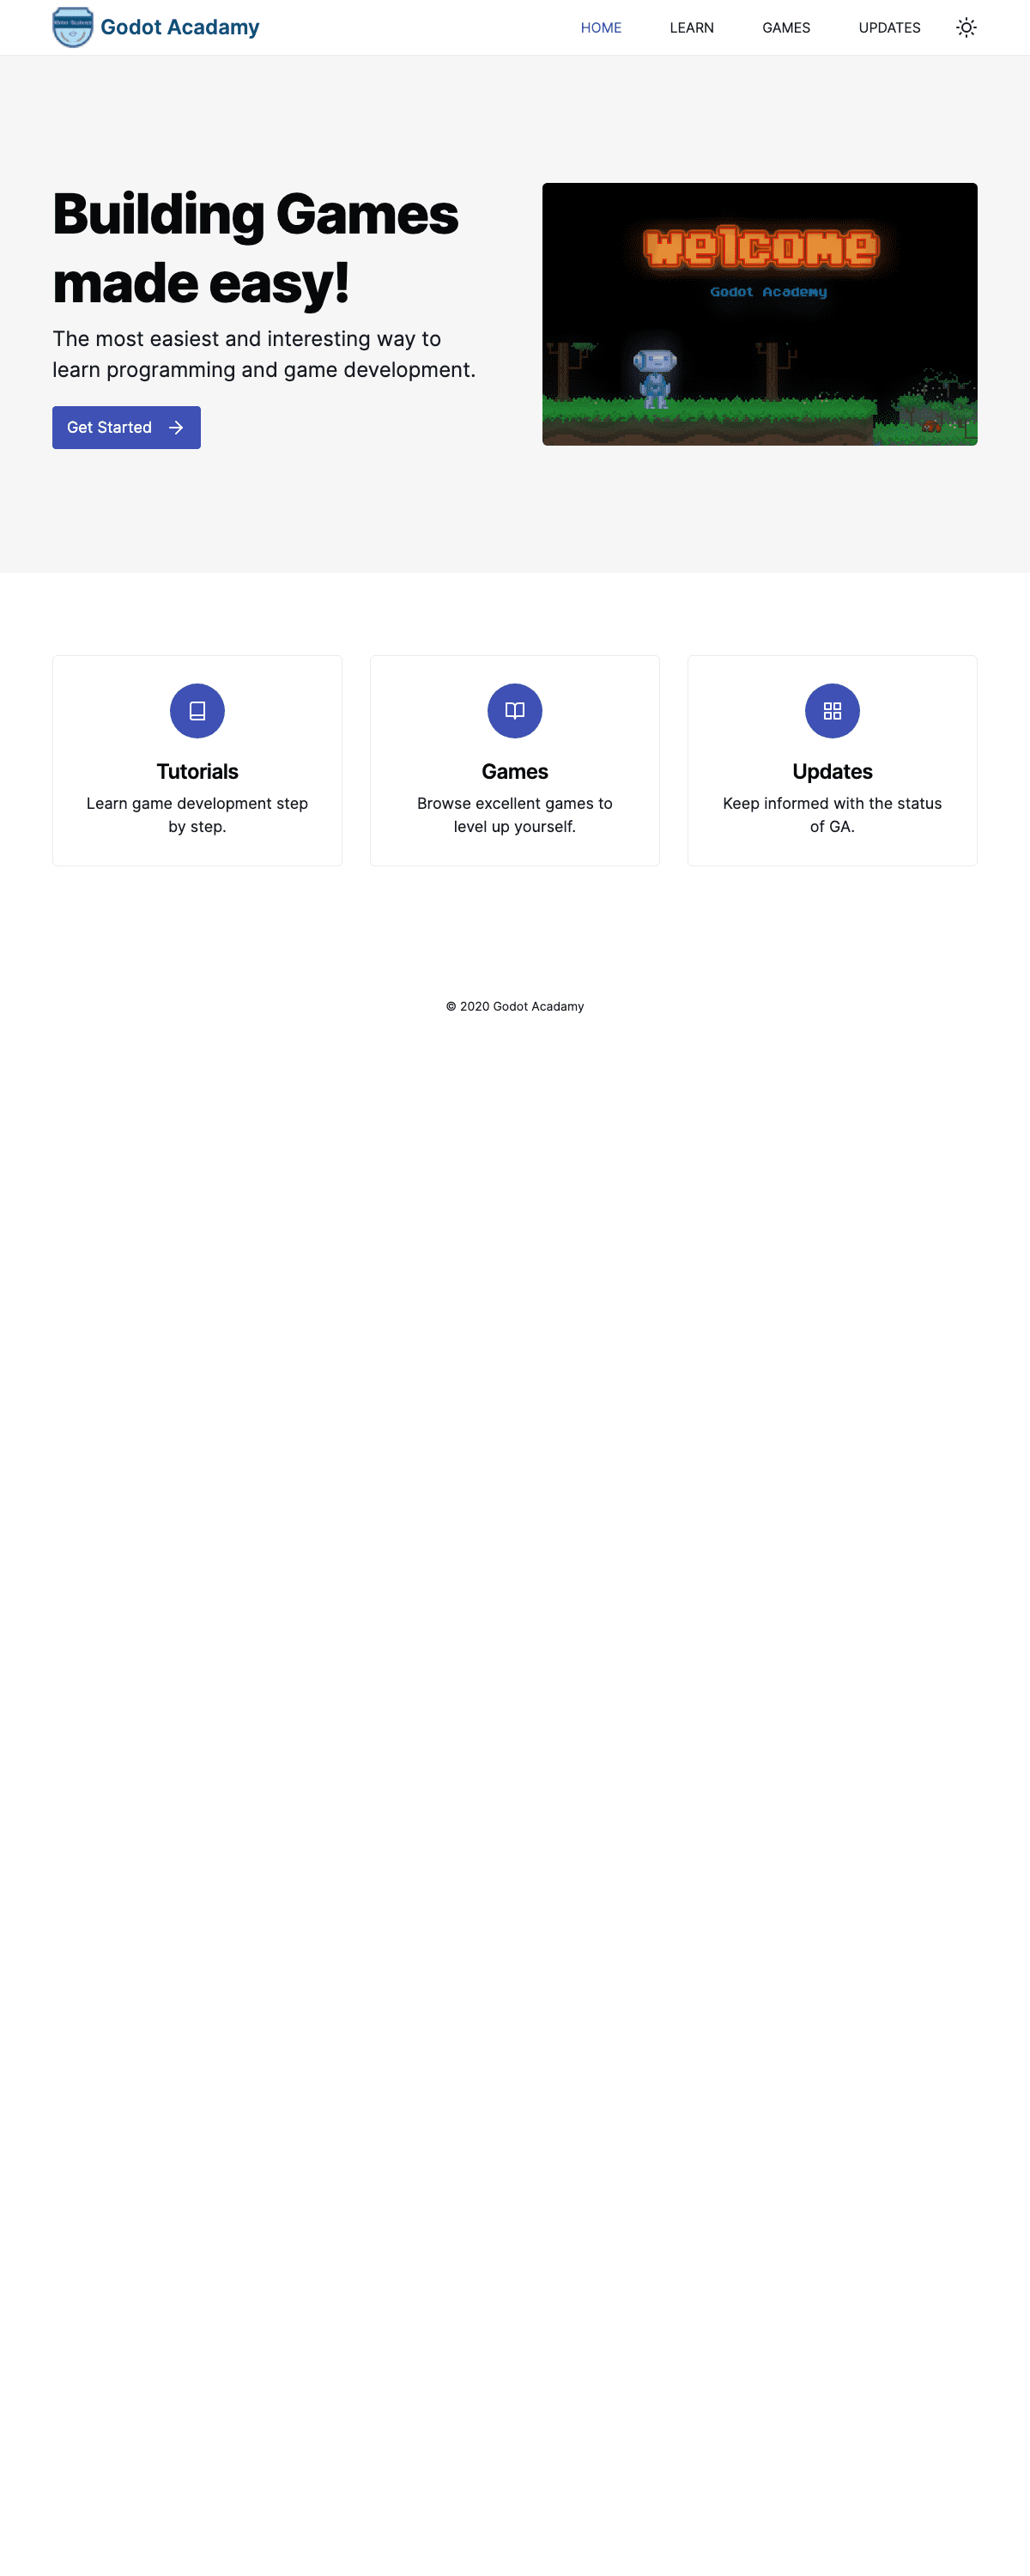 Godot Acadamy
HOME
LEARN
GAMES
UPDATES
Building Games
made easy!
The most easiest and interesting way to
learn programming and game development.
Get Started
welcome
Godot Academy
Tutorials
Learn game development step
by step.
Games
Browse excellent games to
level up yourself.
Updates
Keep informed with the status
of GA.
© 2020 Godot Acadamy